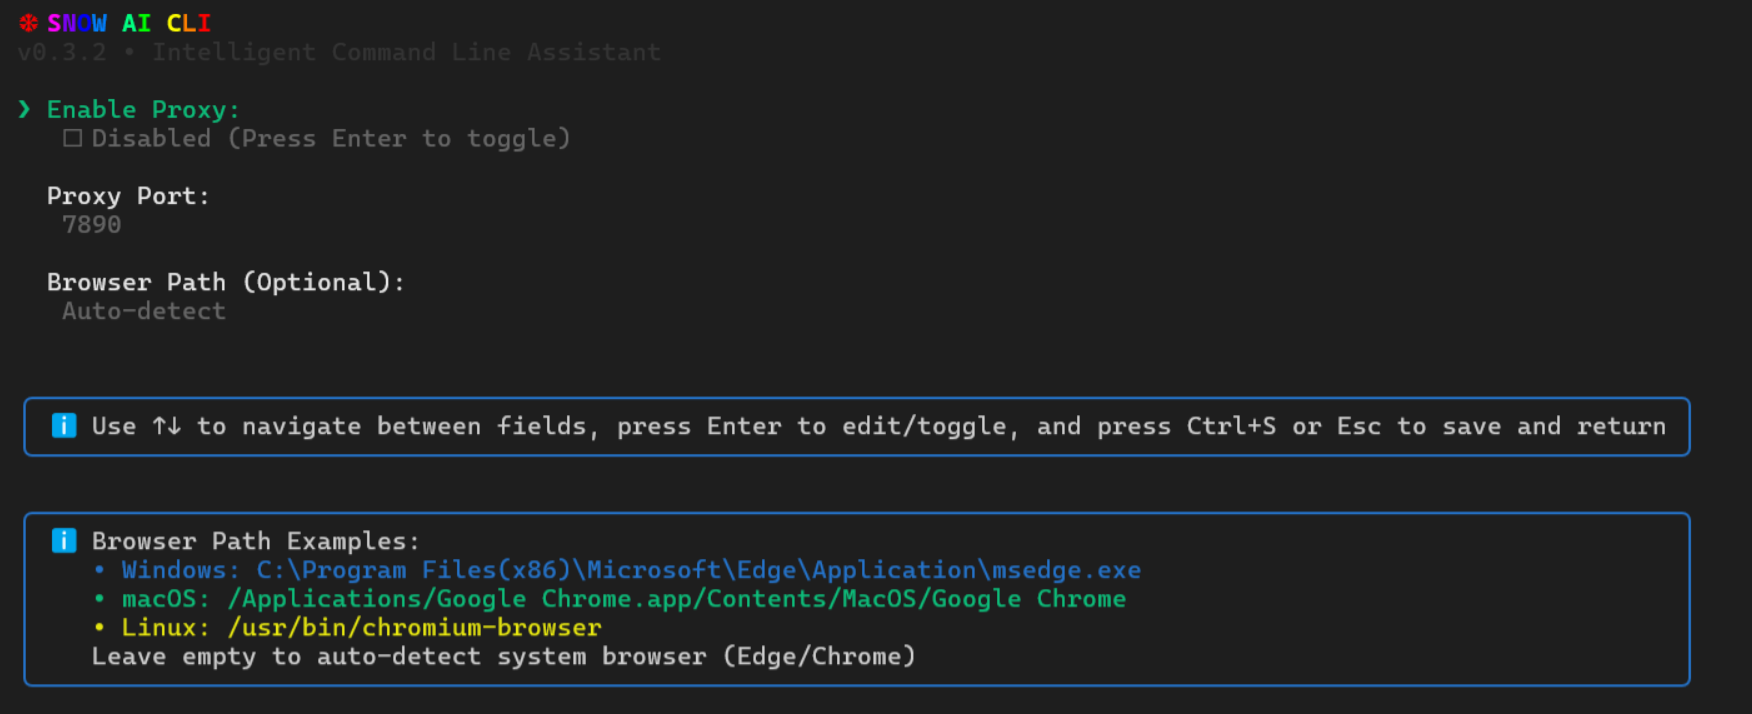 ❆ SNOW AI CLI
v0.3.2 • Intelligent Command Line Assistant
❯ Enable Proxy:
☐ Disabled (Press Enter to toggle)
Proxy Port:
7890
Browser Path (Optional):
Auto-detect
ℹ Use ↑↓ to navigate between fields, press Enter to edit/toggle, and press Ctrl+S or Esc to save and return
ℹ Browser Path Examples:
• Windows: C:\Program Files(x86)\Microsoft\Edge\Application\msedge.exe
• macOS: /Applications/Google Chrome.app/Contents/MacOS/Google Chrome
• Linux: /usr/bin/chromium-browser
Leave empty to auto-detect system browser (Edge/Chrome)